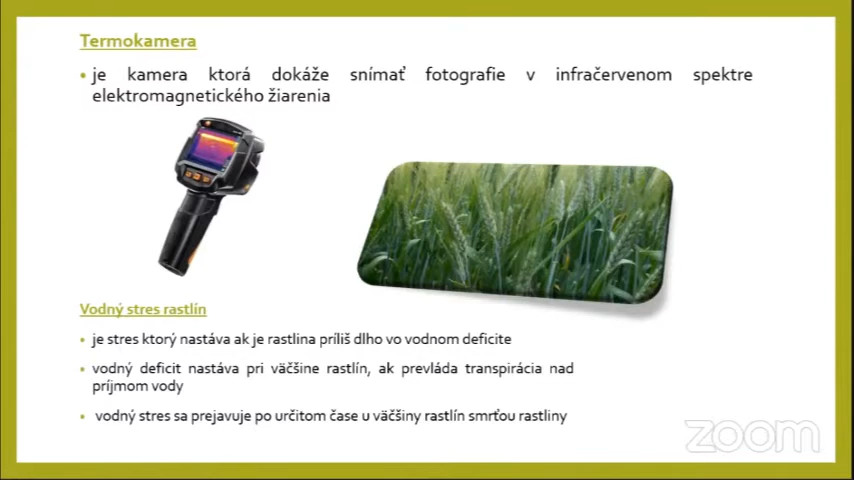 Termokamera
• je kamera ktorá dokáže snímať fotografie v infračervenom spektre
elektromagnetického žiarenia
Vodný stres rastlín
• je stres ktorý nastáva ak je rastlina príliš dlho vo vodnom deficite
• vodný deficit nastáva pri väčšine rastlín, ak prevláda transpirácia nad
príjmom vody
• vodný stres sa prejavuje po určitom čase u väčšiny rastlín smrťou rastliny
zoom